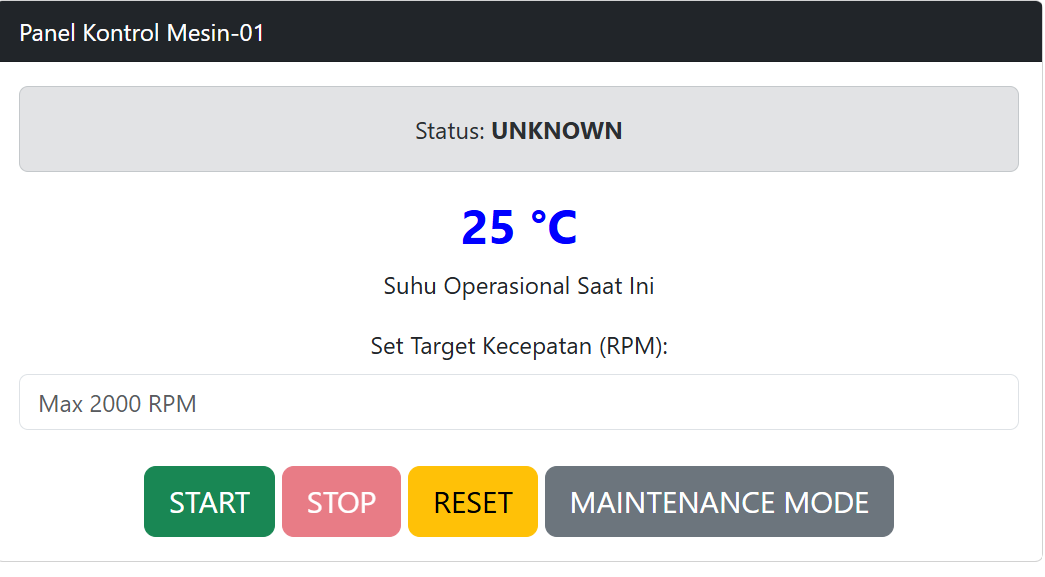 Panel Kontrol Mesin-01
Status: UNKNOWN
25 °C
Suhu Operasional Saat Ini
Set Target Kecepatan (RPM):
Max 2000 RPM
START STOP RESET MAINTENANCE MODE